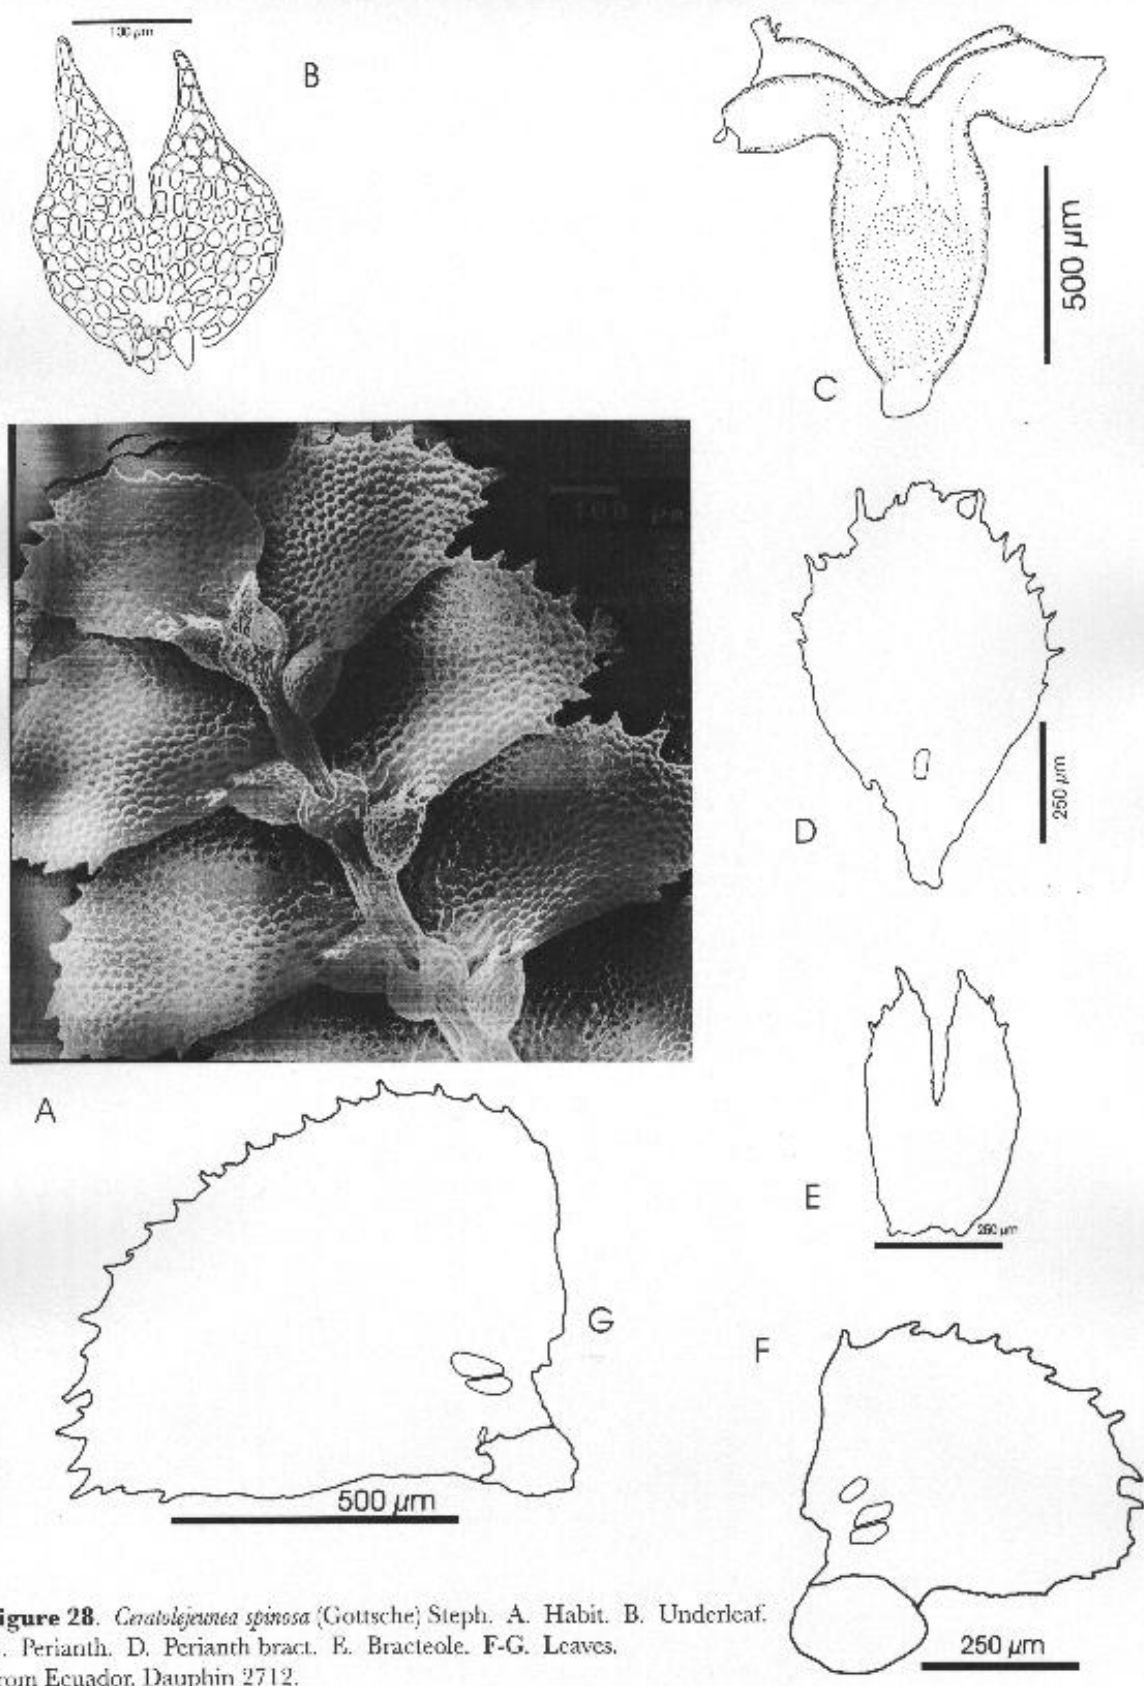 100 µm
B
500 µm
C
100 µm
250 µm
D
A
E
250 µm
G
F
500 µm
250 µm
igure 28. Ceratolejeunea spinosa (Gottsche) Steph. A. Habit. B. Underleaf.
. Perianth. D. Perianth bract. E. Bracteole. F-G. Leaves.
rom Ecuador, Dauphin 2712.